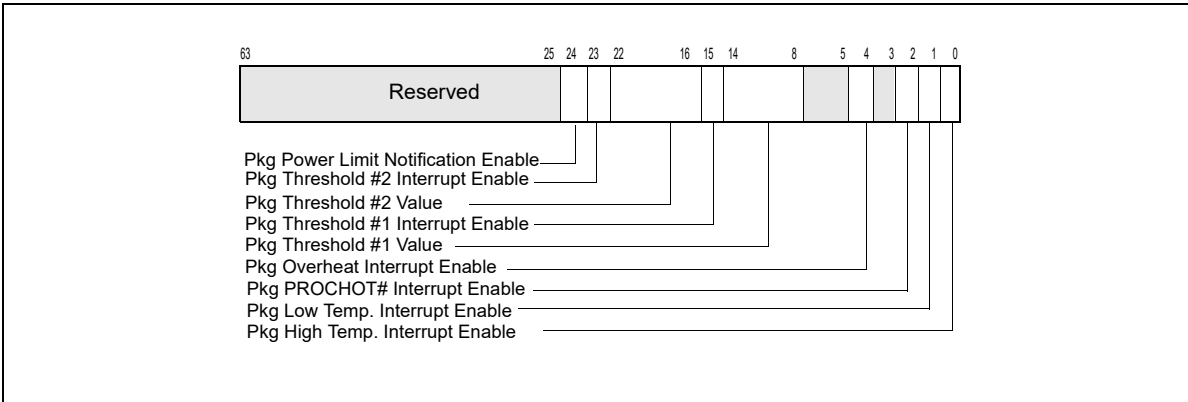 63 25 24 23 22 16 15 14 8 5 4 3 2 1 0
Reserved
Pkg Power Limit Notification Enable
Pkg Threshold #2 Interrupt Enable
Pkg Threshold #2 Value
Pkg Threshold #1 Interrupt Enable
Pkg Threshold #1 Value
Pkg Overheat Interrupt Enable
Pkg PROCHOT# Interrupt Enable
Pkg Low Temp. Interrupt Enable
Pkg High Temp. Interrupt Enable